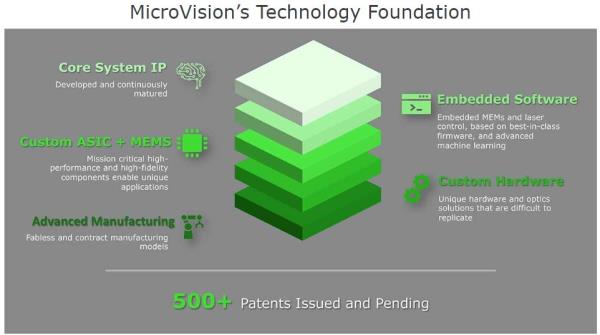 MicroVision's Technology Foundation
Core System IP
Developed and continuously
matured
Custom ASIC + MEMS
Mission critical high-
performance and high-fidelity
components enable unique
applications
Advanced Manufacturing
Fabless and contract manufacturing
models
Embedded Software
Embedded MEMs and laser
control, based on best-in-class
firmware, and advanced
machine learning
Custom Hardware
Unique hardware and optics
solutions that are difficult to
replicate
500+ Patents Issued and Pending